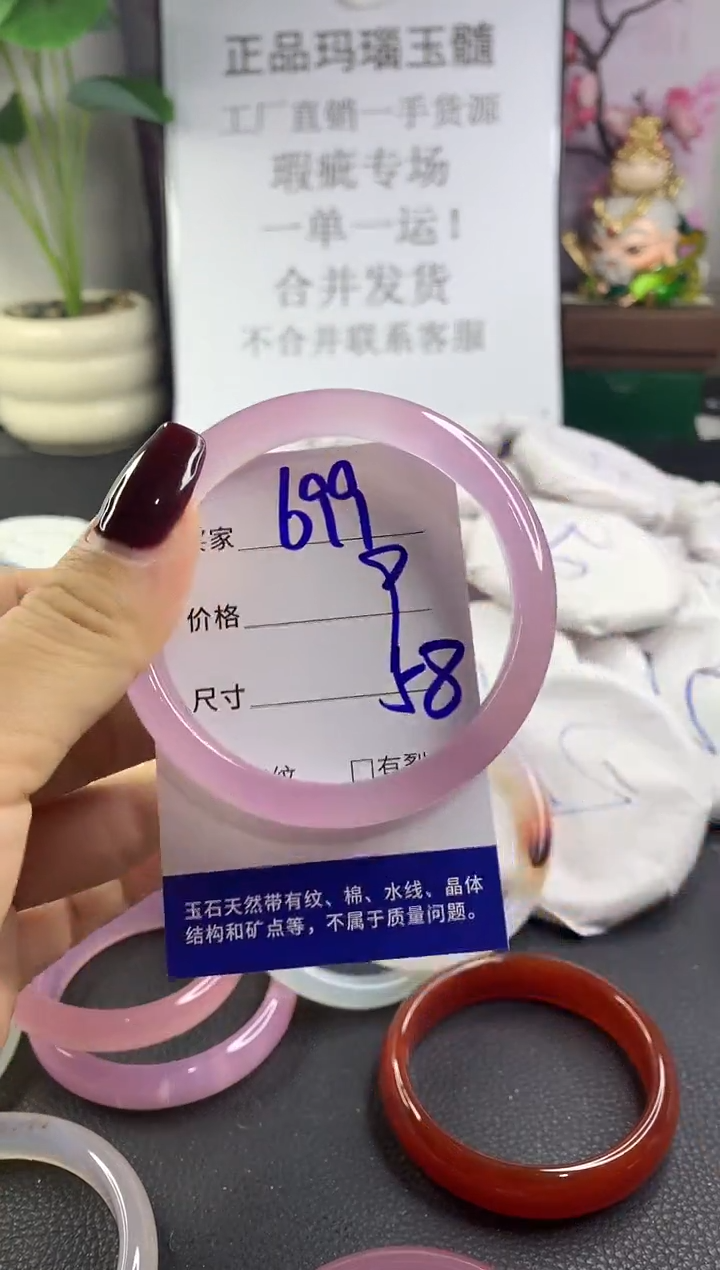 正品玛瑙玉髓
工厂直销一手货源
瑕疵专场
一单一运！
合并发货
不合并联系客服
买家 699
价格
尺寸 58
纹 □有裂
玉石天然带有纹、棉、水线、晶体
结构和矿点等，不属于质量问题。